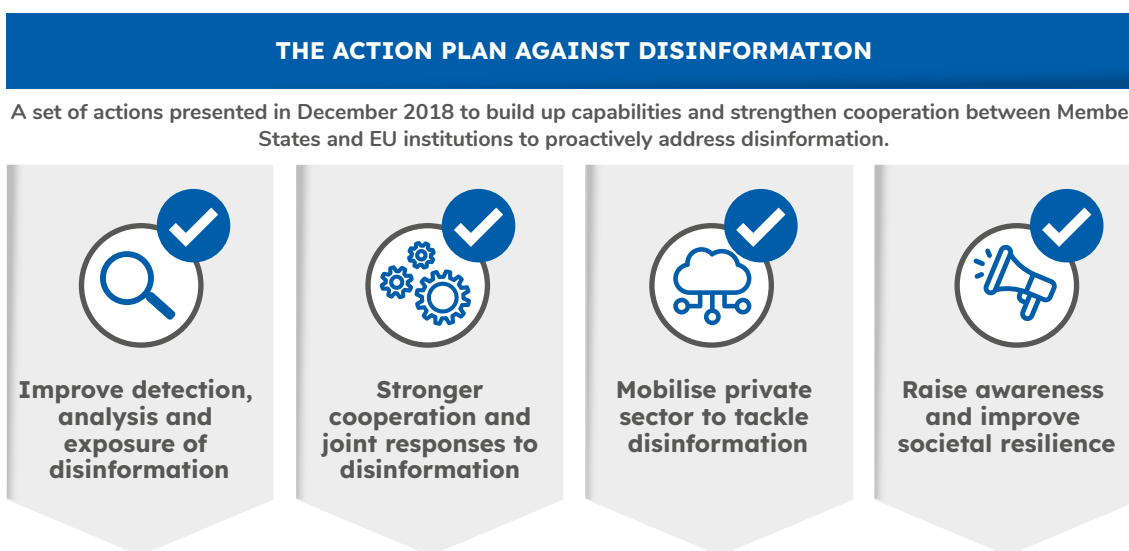 THE ACTION PLAN AGAINST DISINFORMATION
A set of actions presented in December 2018 to build up capabilities and strengthen cooperation between Membe
States and EU institutions to proactively address disinformation.
Improve detection,
analysis and
exposure of
disinformation
Stronger
cooperation and
joint responses to
disinformation
Mobilise private
sector to tackle
disinformation
Raise awareness
and improve
societal resilience